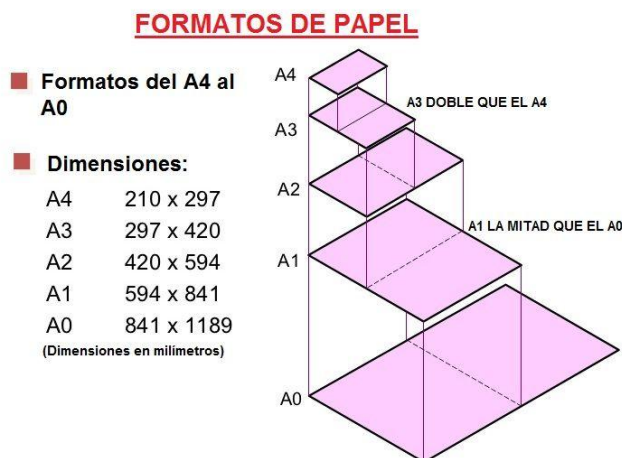 FORMATOS DE PAPEL
Formatos del A4 al
A0
Dimensiones:
A4 210 x 297
A3 297 x 420
A2 420 x 594
A1 594 x 841
A0 841 x 1189
(Dimensiones en milimetros)
A4
A3 DOBLE QUE EL A4
A3
A2
A1 LA MITAD QUE EL A0
A1
A0